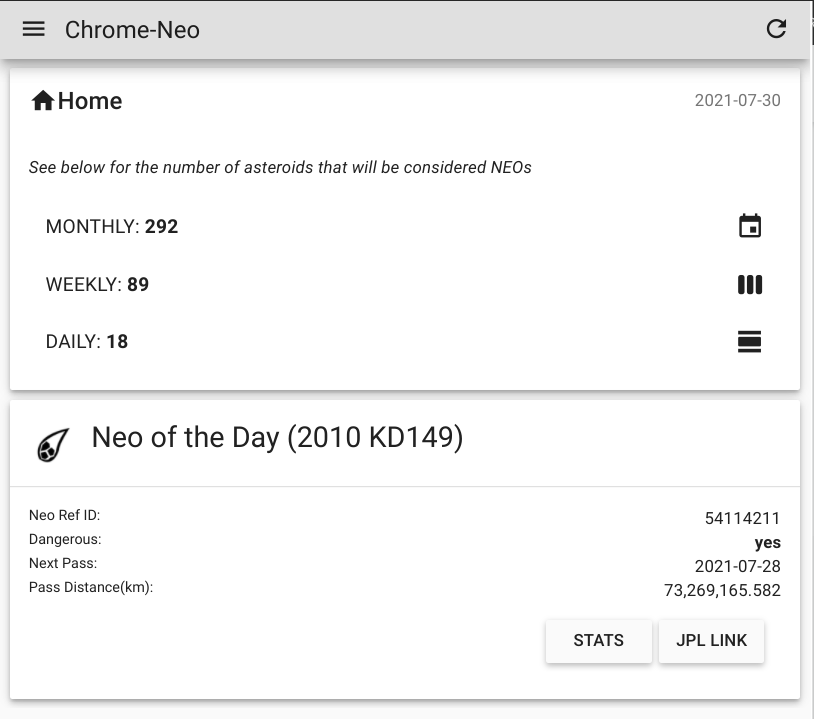 Chrome-Neo
Home 2021-07-30
See below for the number of asteroids that will be considered NEOs
MONTHLY: 292
WEEKLY: 89
DAILY: 18
Neo of the Day (2010 KD149)
Neo Ref ID: 54114211
Dangerous: yes
Next Pass: 2021-07-28
Pass Distance(km): 73,269,165.582
STATS JPL LINK